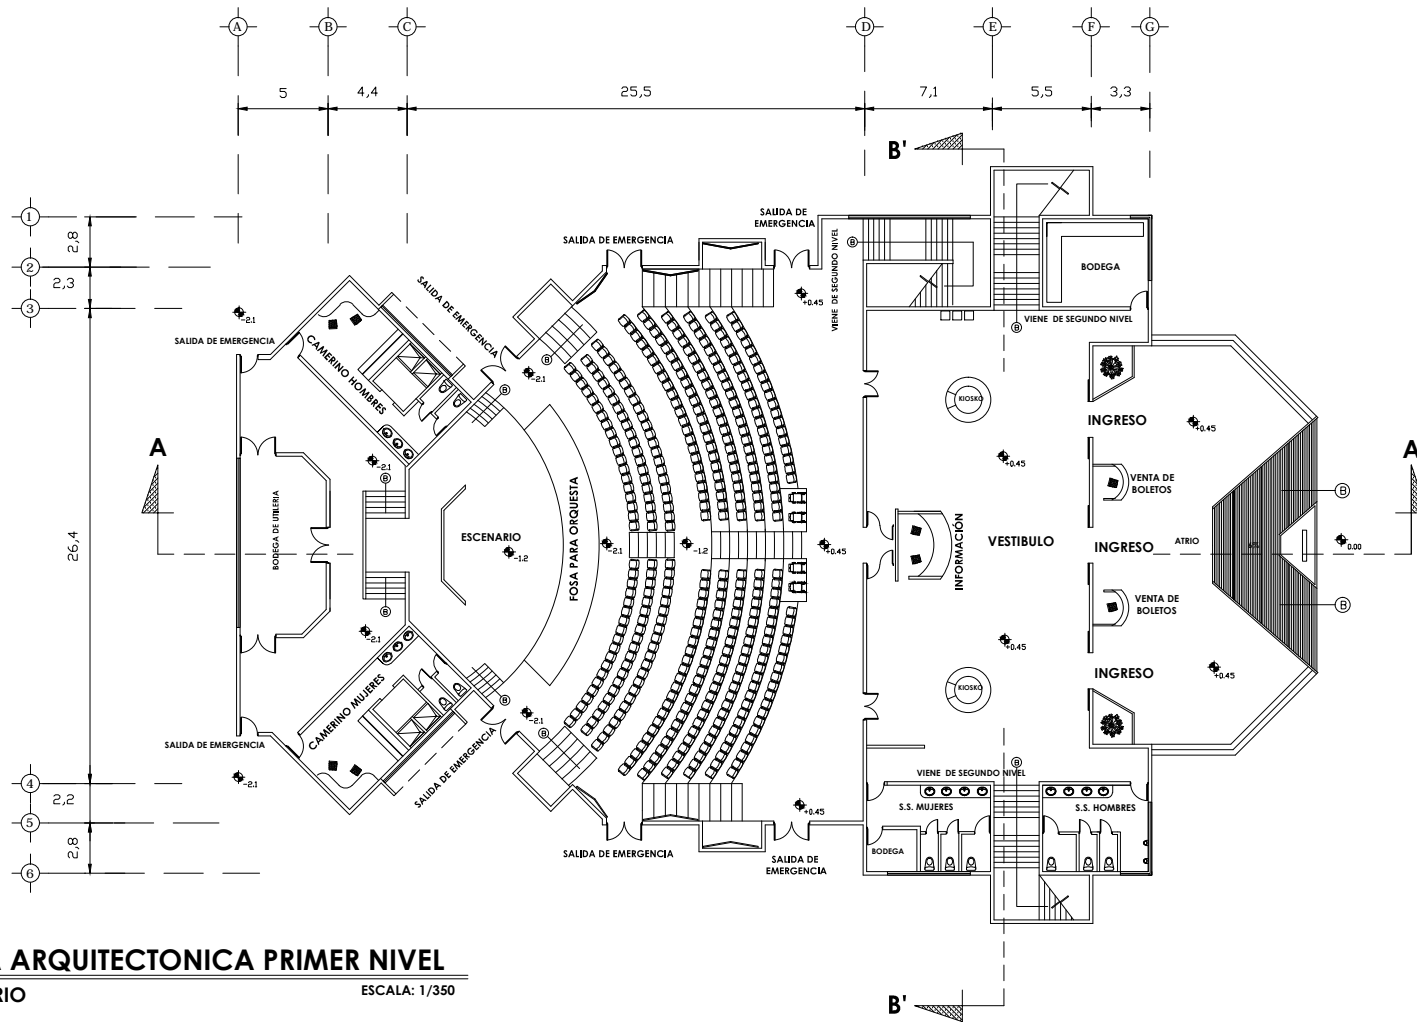 A
B
C
D
E
F
G
5
4,4
25,5
7,1
5,5
3,3
B'
1
2
3
4
5
6
2,8
2,3
26,4
2,2
2,8
SALIDA DE
EMERGENCIA
SALIDA DE EMERGENCIA
SALIDA DE EMERGENCIA
SALIDA DE EMERGENCIA
VIENE DE SEGUNDO NIVEL
B
B
BODEGA
VIENE DE SEGUNDO NIVEL
+0.45
-2.1
-2.1
B
B
CAMERINO HOMBRES
KIOSKO
INGRESO
+0.45
+0.45
A
A
-2.1
B
VENTA DE
BOLETOS
B
BODEGA DE UTILERIA
ESCENARIO
-1.2
FOSA PARA ORQUESTA
-2.1
-1.2
+0.45
INFORMACIÓN
VESTIBULO
INGRESO
ATRIO
0.00
B
-2.1
VENTA DE
BOLETOS
B
+0.45
INGRESO
+0.45
KIOSKO
CAMERINO MUJERES
B
-2.1
B
SALIDA DE EMERGENCIA
SALIDA DE EMERGENCIA
-2.1
+0.45
B
VIENE DE SEGUNDO NIVEL
S.S. MUJERES
S.S. HOMBRES
BODEGA
SALIDA DE EMERGENCIA
SALIDA DE
EMERGENCIA
A ARQUITECTONICA PRIMER NIVEL
RIO
ESCALA: 1/350
B'